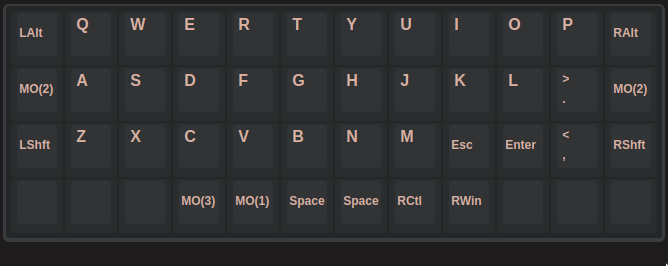 LAlt Q W E R T Y U I O P RAlt
MO(2) A S D F G H J K L > . MO(2)
LShft Z X C V B N M Esc Enter < , RShft
MO(3) MO(1) Space Space RCtl RWin